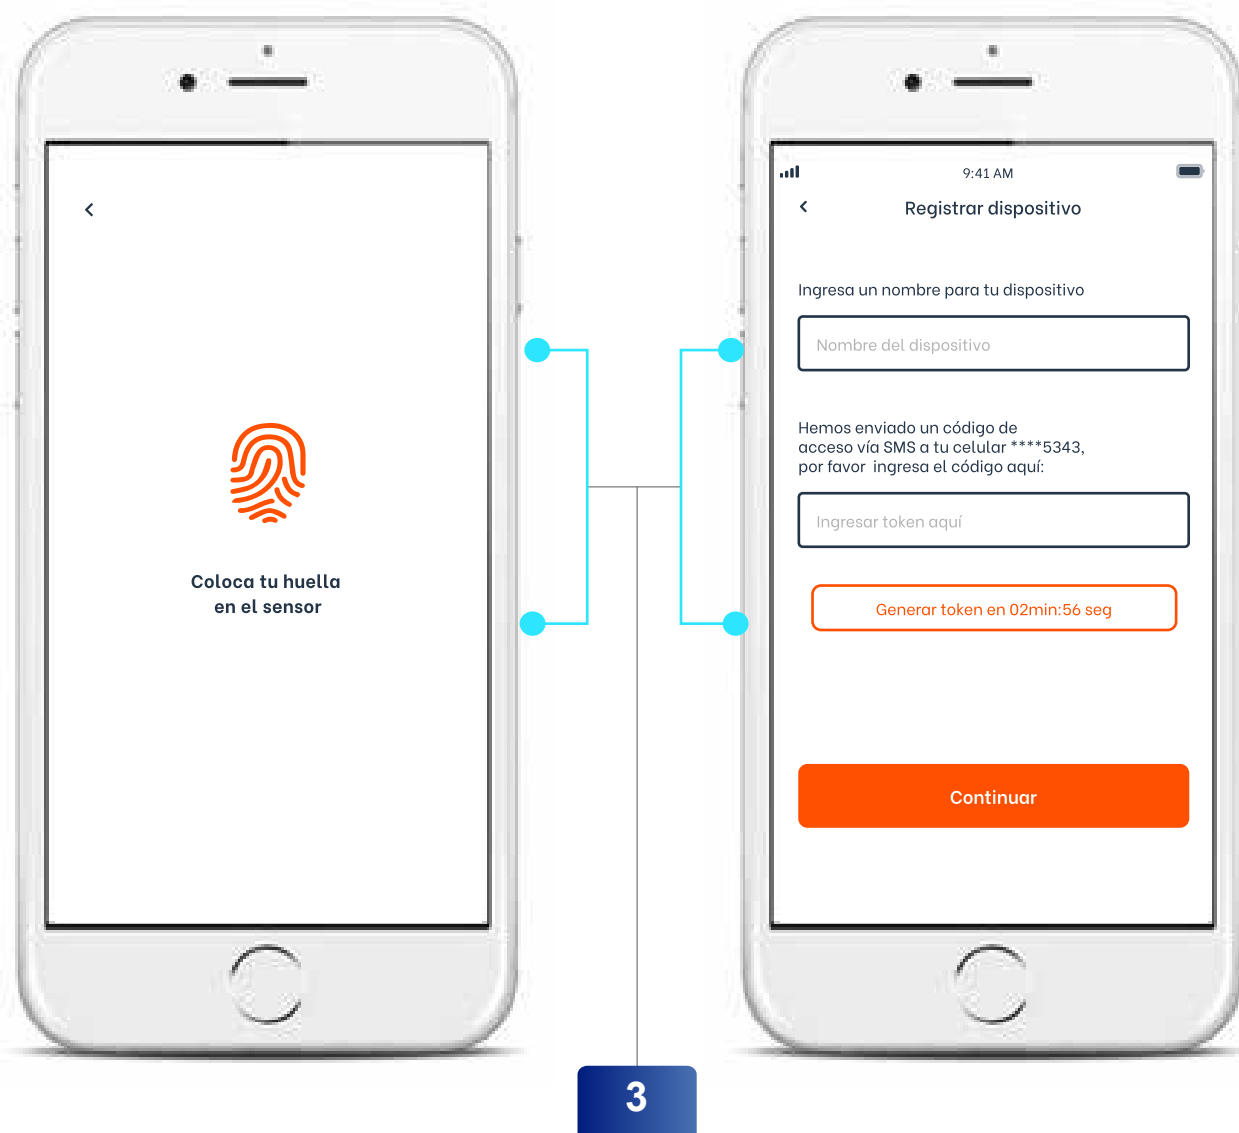 Coloca tu huella
en el sensor
9:41 AM
Registrar dispositivo
Ingresa un nombre para tu dispositivo
Nombre del dispositivo
Hemos enviado un código de
acceso vía SMS a tu celular ****5343,
por favor ingresa el código aquí:
Ingresar token aquí
Generar token en 02min:56 seg
Continuar
3